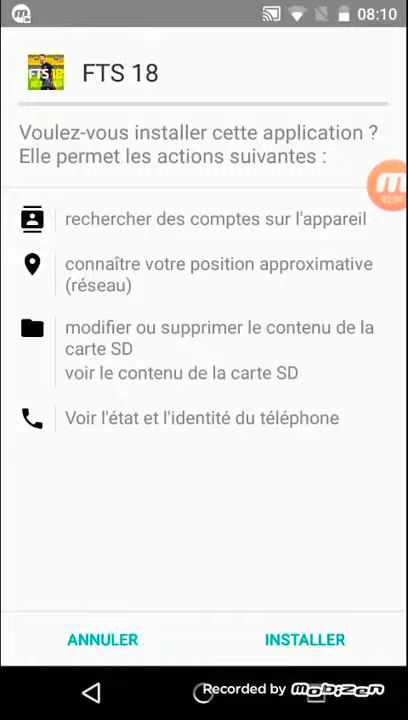 08:10
FTS 18
FTS 18
Voulez-vous installer cette application ?
Elle permet les actions suivantes :
rechercher des comptes sur l'appareil
connaître votre position approximative
(réseau)
modifier ou supprimer le contenu de la
carte SD
voir le contenu de la carte SD
Voir l'état et l'identité du téléphone
ANNULER
INSTALLER
Recorded by mobizen